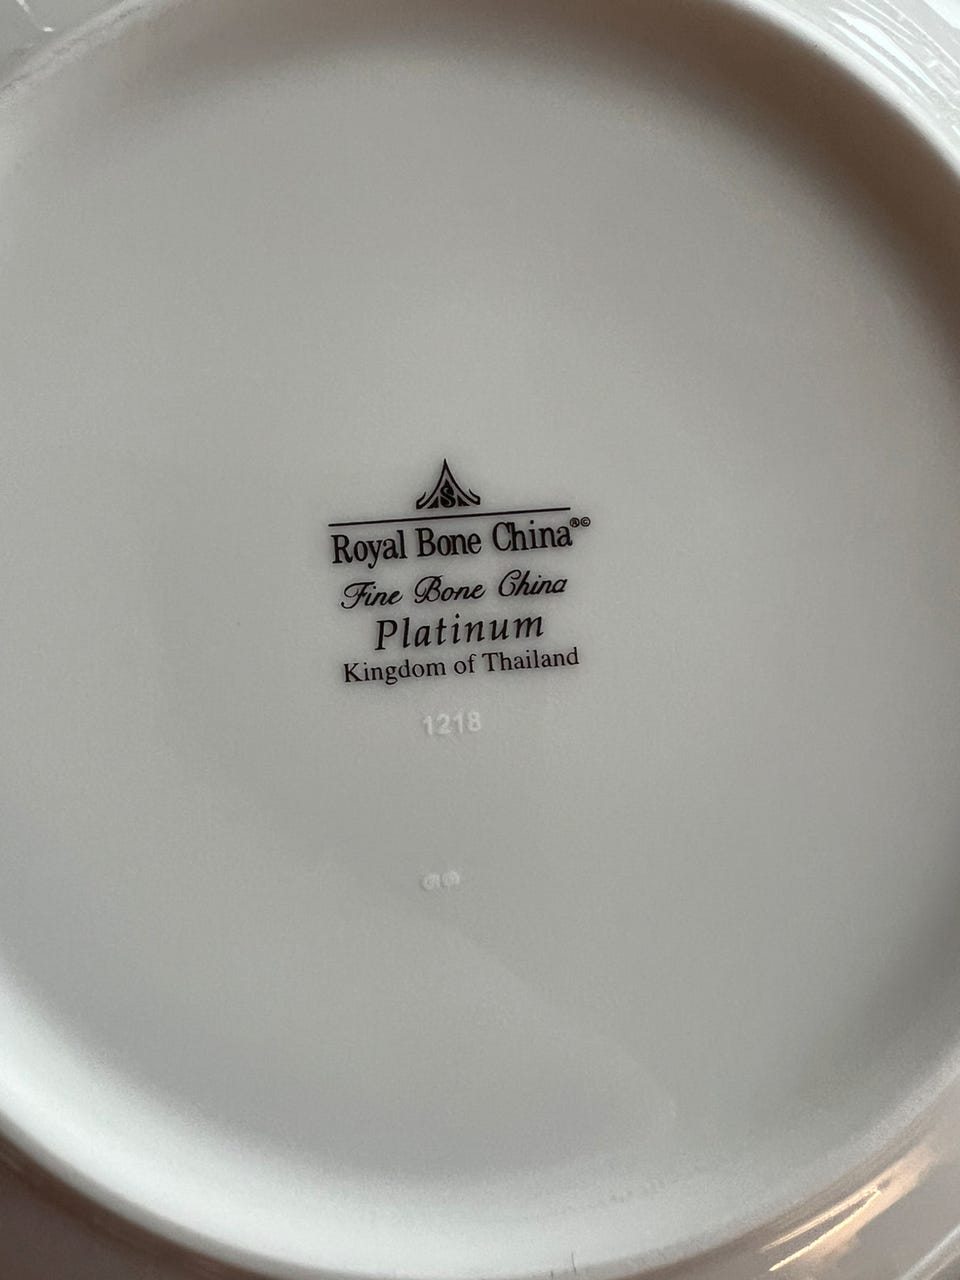 S
Royal Bone China®©
Fine Bone China
Platinum
Kingdom of Thailand
1218